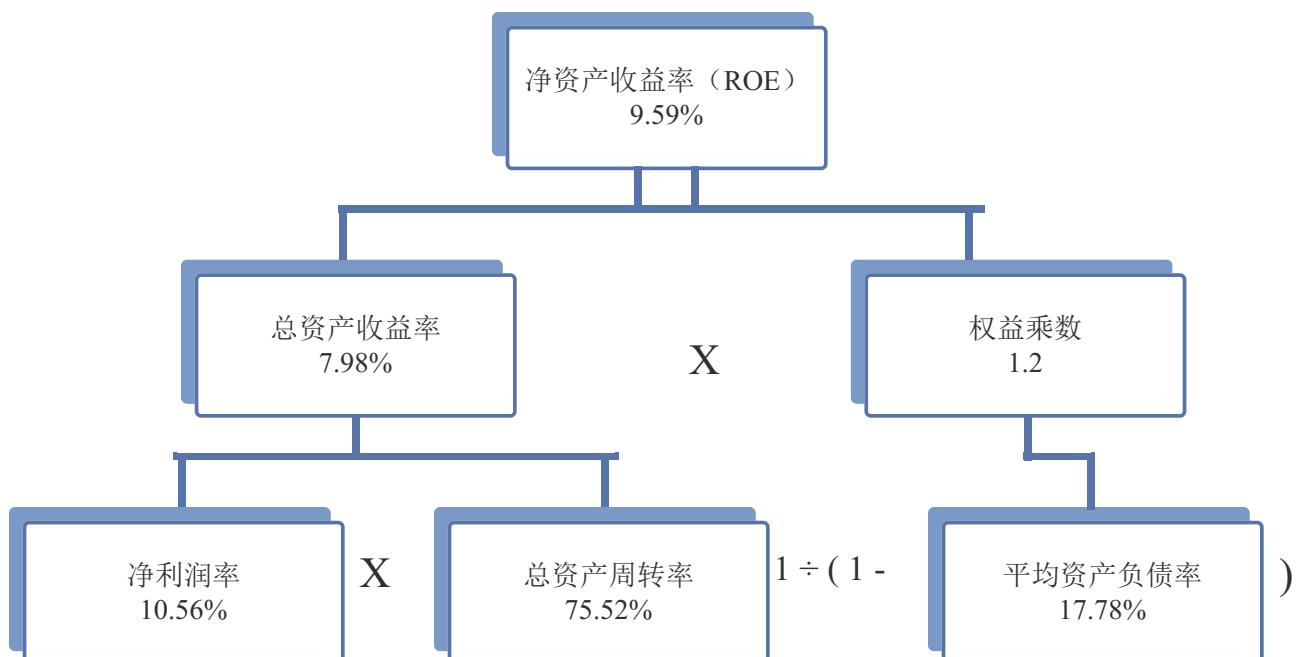 净资产收益率（ROE）
9.59%
总资产收益率
7.98%
X
权益乘数
1.2
净利润率
10.56%
X
总资产周转率
75.52%
1 ÷ ( 1 -
平均资产负债率
17.78%
)